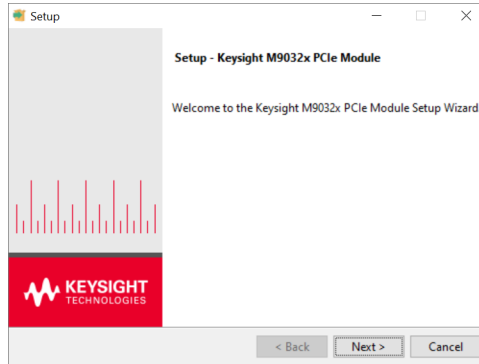 Setup
Setup - Keysight M9032x PCIe Module
Welcome to the Keysight M9032x PCIe Module Setup Wizard
KEYSIGHT
TECHNOLOGIES
< Back
Next >
Cancel